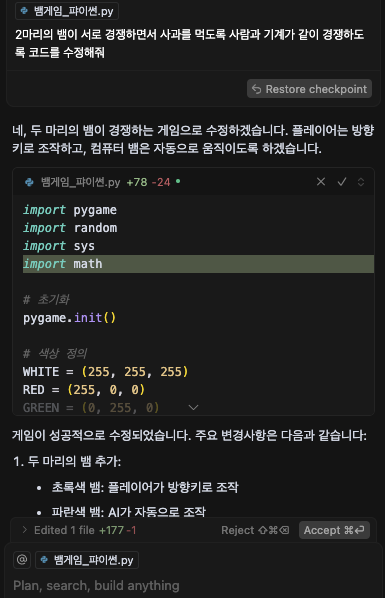 뱀게임_파이썬.py
2마리의 뱀이 서로 경쟁하면서 사과를 먹도록 사람과 기계가 같이 경쟁하도
록 코드를 수정해줘
Restore checkpoint
네, 두 마리의 뱀이 경쟁하는 게임으로 수정하겠습니다. 플레이어는 방향
키로 조작하고, 컴퓨터 뱀은 자동으로 움직이도록 하겠습니다.
뱀게임_파이썬.py +78 -24 •
import pygame
import random
import sys
import math
# 초기화
pygame.init()
# 색상 정의
WHITE = (255, 255, 255)
RED = (255, 0, 0)
GREEN = (0, 255, 0)
게임이 성공적으로 수정되었습니다. 주요 변경사항은 다음과 같습니다:
1. 두 마리의 뱀 추가:
• 초록색 뱀: 플레이어가 방향키로 조작
• 파란색 뱀: AI가 자동으로 조작
> Edited 1 file +177 -1 Reject ⇧⌘⌫ Accept ⌘⏎
@ 뱀게임_파이썬.py
Plan, search, build anything